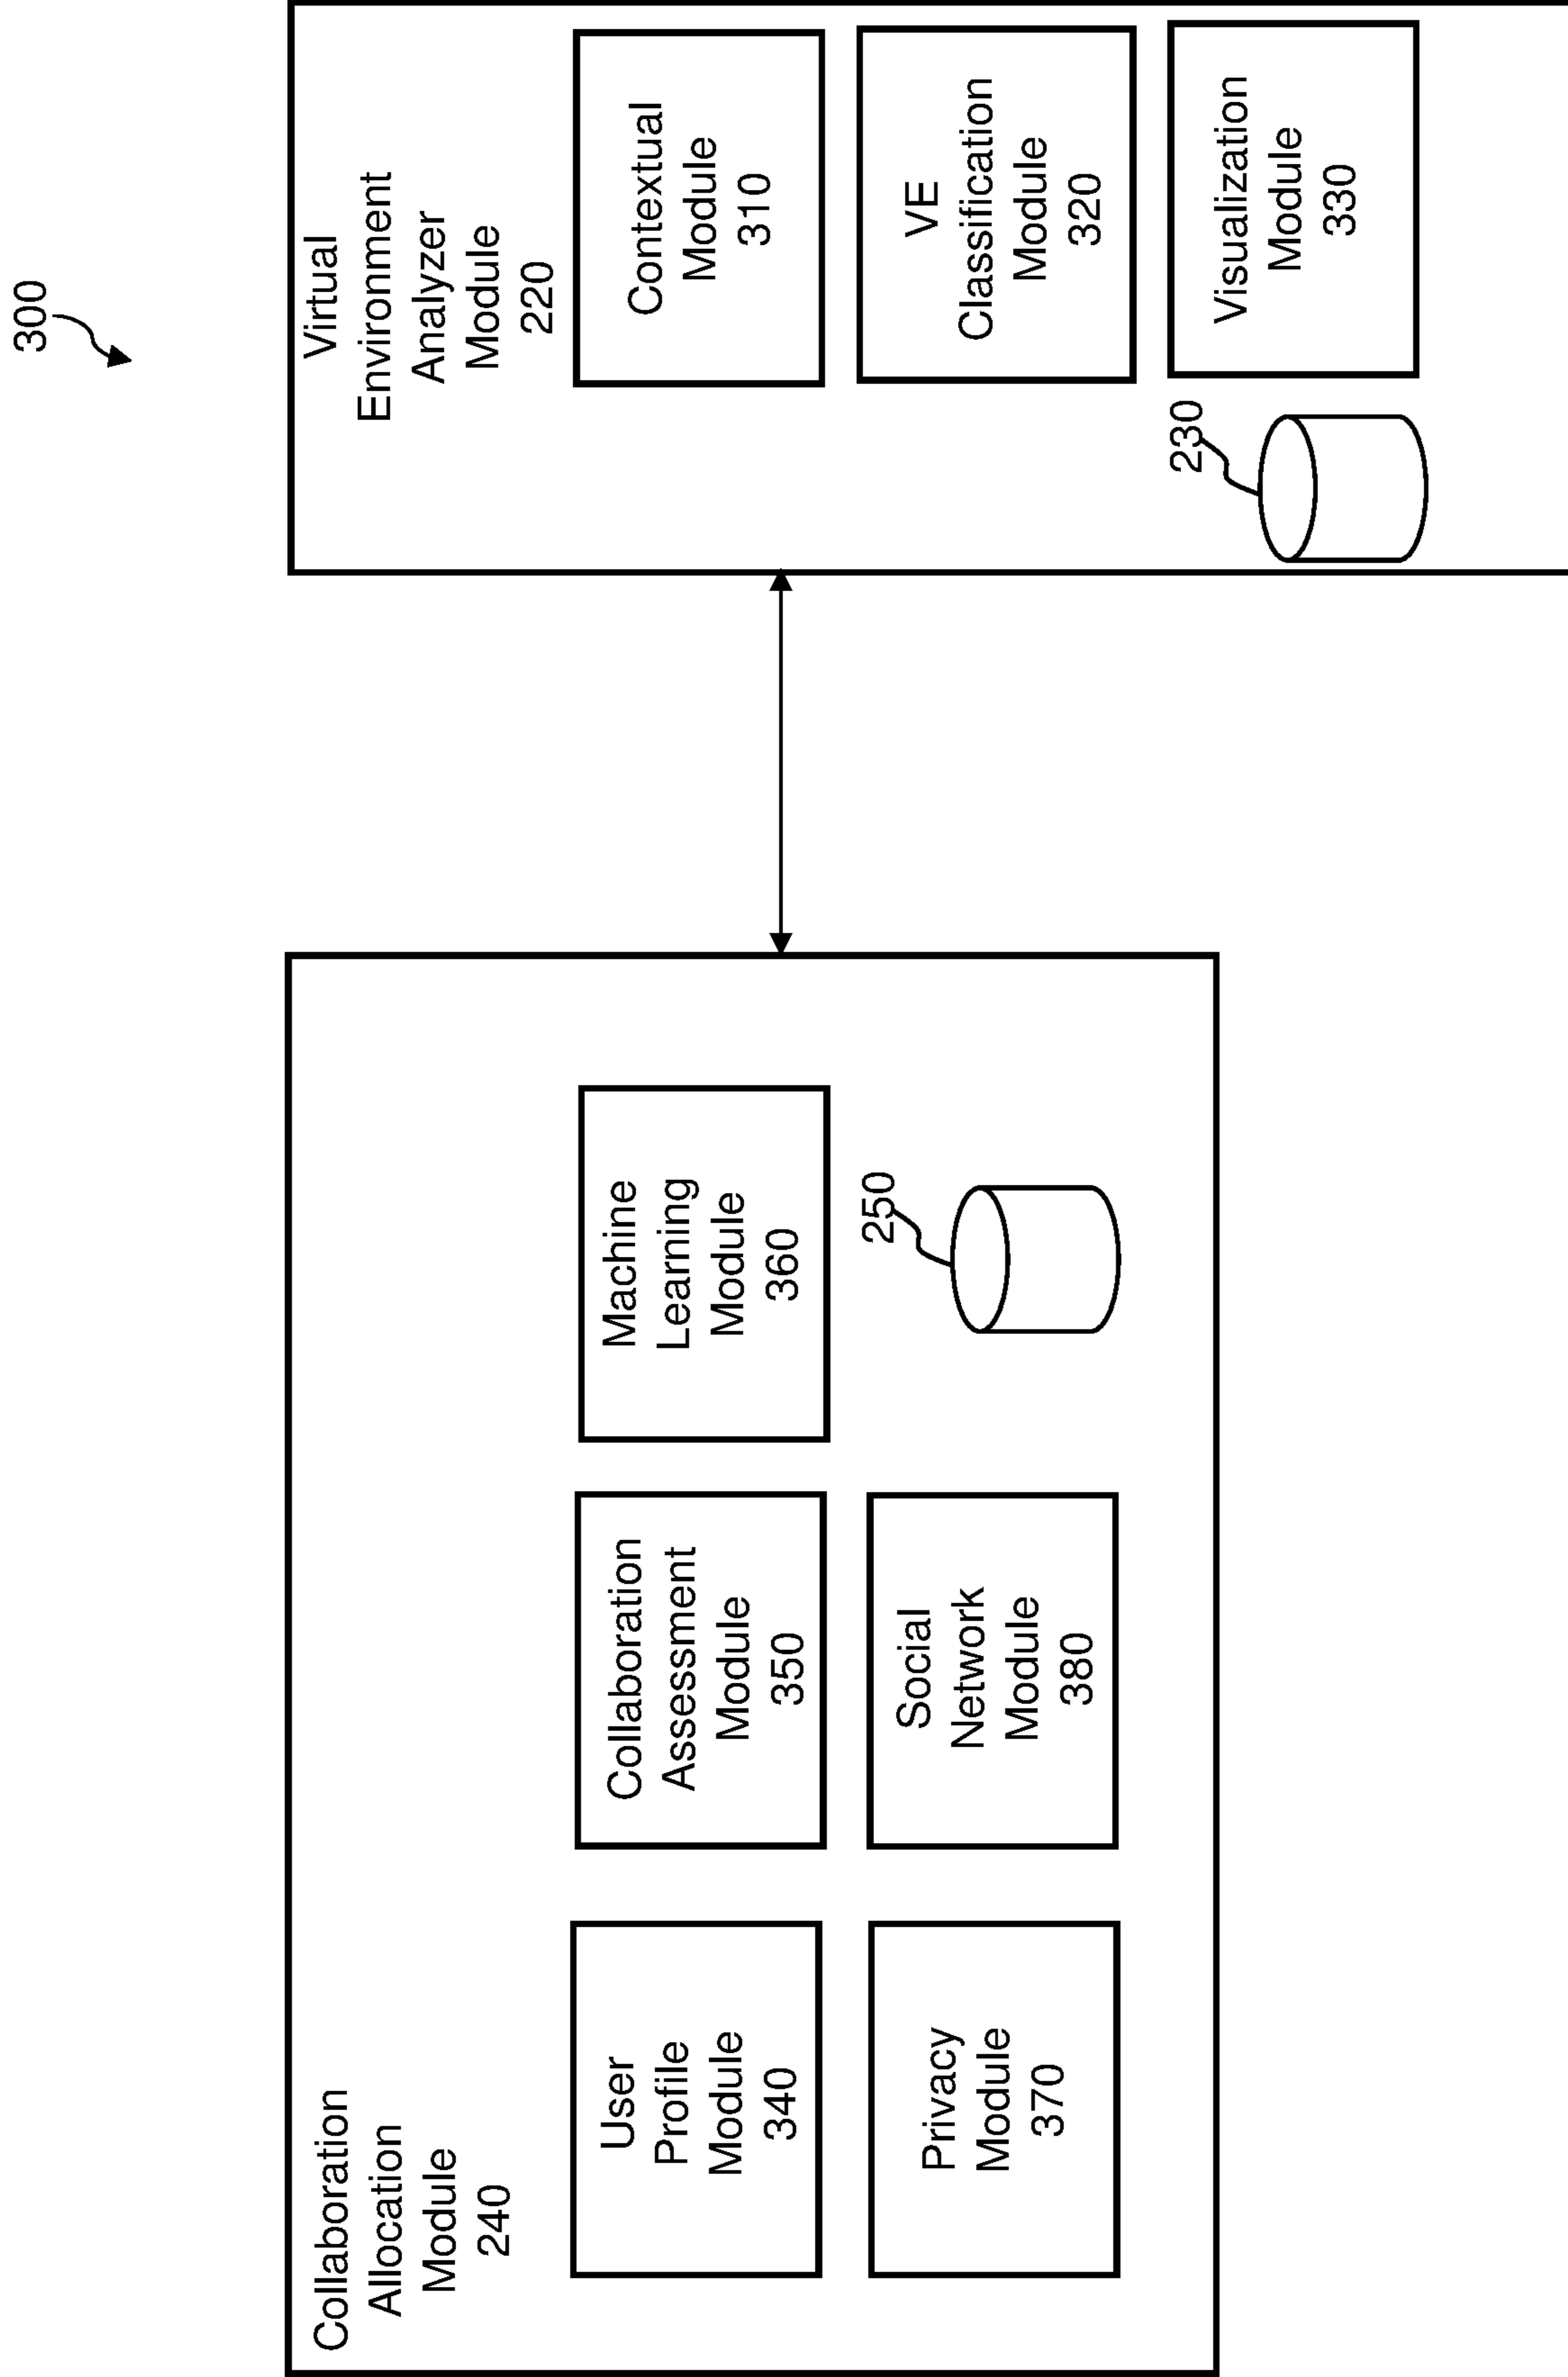 300
Collaboration
Allocation
Module
240
User
Profile
Module
340
Collaboration
Assessment
Module
350
Machine
Learning
Module
360
Privacy
Module
370
Social
Network
Module
380
250
Virtual
Environment
Analyzer
Module
220
Contextual
Module
310
VE
Classification
Module
320
230
Visualization
Module
330